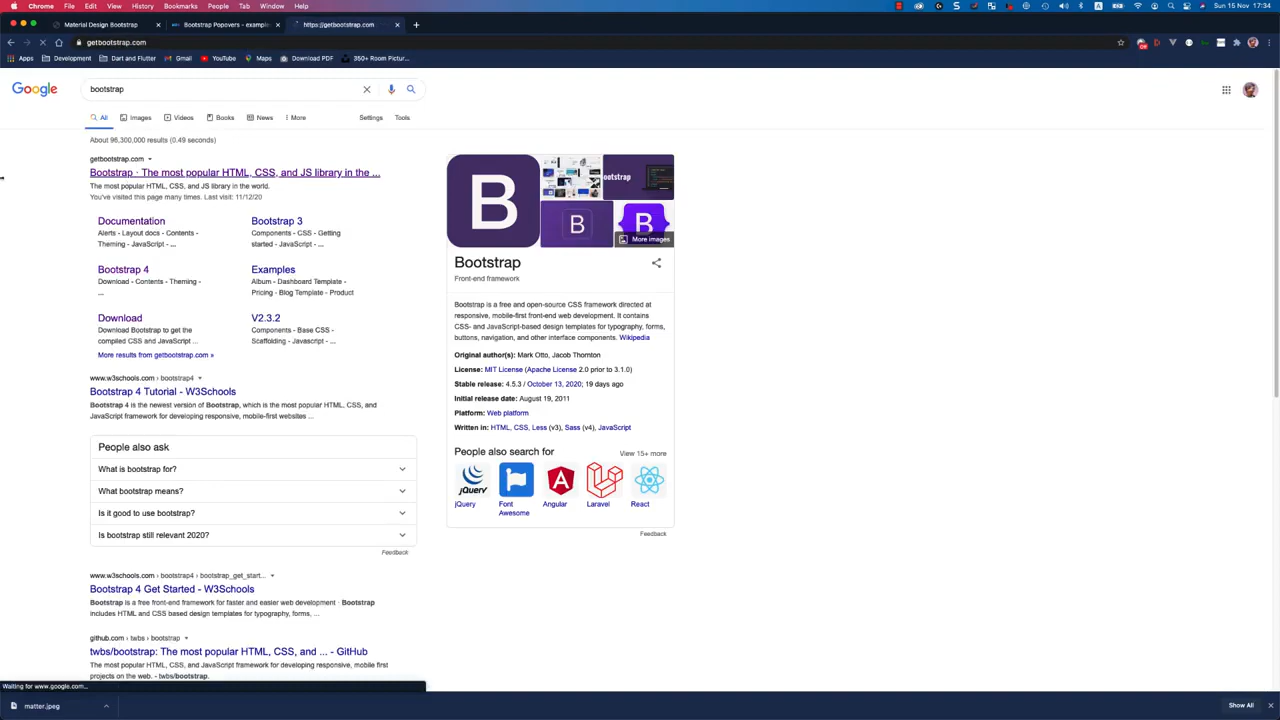 Chrome File Edit View History Bookmarks People Tab Window Help
Sun 15 Nov 17:34
Material Design Bootstrap
Bootstrap Popovers - example
https://getbootstrap.com
getbootstrap.com
Apps Development Dart and Flutter Gmail YouTube Maps Download PDF 350+ Room Pictur...
Google
bootstrap
All Images Videos Books News More Settings Tools
About 96,300,000 results (0.49 seconds)
getbootstrap.com
Bootstrap · The most popular HTML, CSS, and JS library in the ...
The most popular HTML, CSS, and JS library in the world.
You've visited this page many times. Last visit: 11/12/20
Documentation
Alerts - Layout docs - Contents -
Theming - JavaScript - ...
Bootstrap 3
Components - CSS - Getting
started - JavaScript - ...
Bootstrap 4
Download - Contents - Theming -
...
Examples
Album - Dashboard Template -
Pricing - Blog Template - Product
Download
Download Bootstrap to get the
compiled CSS and JavaScript ...
V2.3.2
Components - Base CSS -
Scaffolding - Javascript - ...
More results from getbootstrap.com »
www.w3schools.com › bootstrap4
Bootstrap 4 Tutorial - W3Schools
Bootstrap 4 is the newest version of Bootstrap, which is the most popular HTML, CSS, and
JavaScript framework for developing responsive, mobile-first websites ...
People also ask
What is bootstrap for?
What bootstrap means?
Is it good to use bootstrap?
Is bootstrap still relevant 2020?
Feedback
www.w3schools.com › bootstrap4 › bootstrap_get_start...
Bootstrap 4 Get Started - W3Schools
Bootstrap is a free front-end framework for faster and easier web development · Bootstrap
includes HTML and CSS based design templates for typography, forms, ...
github.com › twbs › bootstrap
twbs/bootstrap: The most popular HTML, CSS, and ... - GitHub
The most popular HTML, CSS, and JavaScript framework for developing responsive, mobile first
projects on the web. - twbs/bootstrap.
B
B
B
ootstrap
More images
Bootstrap
Front-end framework
Bootstrap is a free and open-source CSS framework directed at
responsive, mobile-first front-end web development. It contains
CSS- and JavaScript-based design templates for typography, forms,
buttons, navigation, and other interface components. Wikipedia
Original author(s): Mark Otto, Jacob Thornton
License: MIT License (Apache License 2.0 prior to 3.1.0)
Stable release: 4.5.3 / October 13, 2020; 19 days ago
Initial release date: August 19, 2011
Platform: Web platform
Written in: HTML, CSS, Less (v3), Sass (v4), JavaScript
People also search for
View 15+ more
jQuery
jQuery
Font
Awesome
Angular
Laravel
React
Feedback
Waiting for www.google.com...
matter.jpeg
Show All